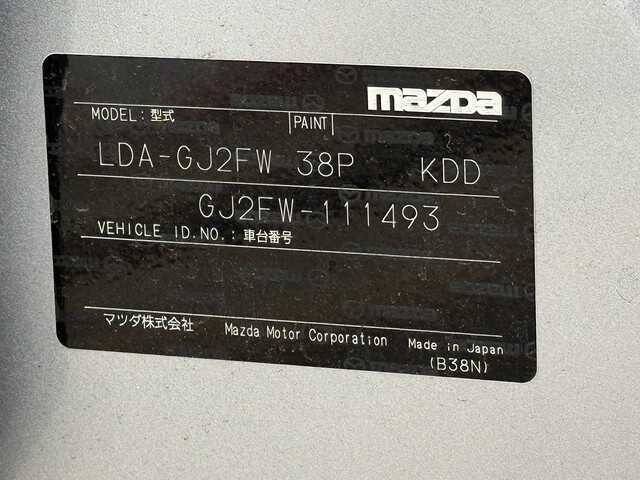 mazda
MODEL: 型式 PAINT
LDA-GJ2FW 38P KDD
GJ2FW-111493
VEHICLE ID.NO.: 車台番号
マツダ株式会社 Mazda Motor Corporation Made in Japan
(B38N)